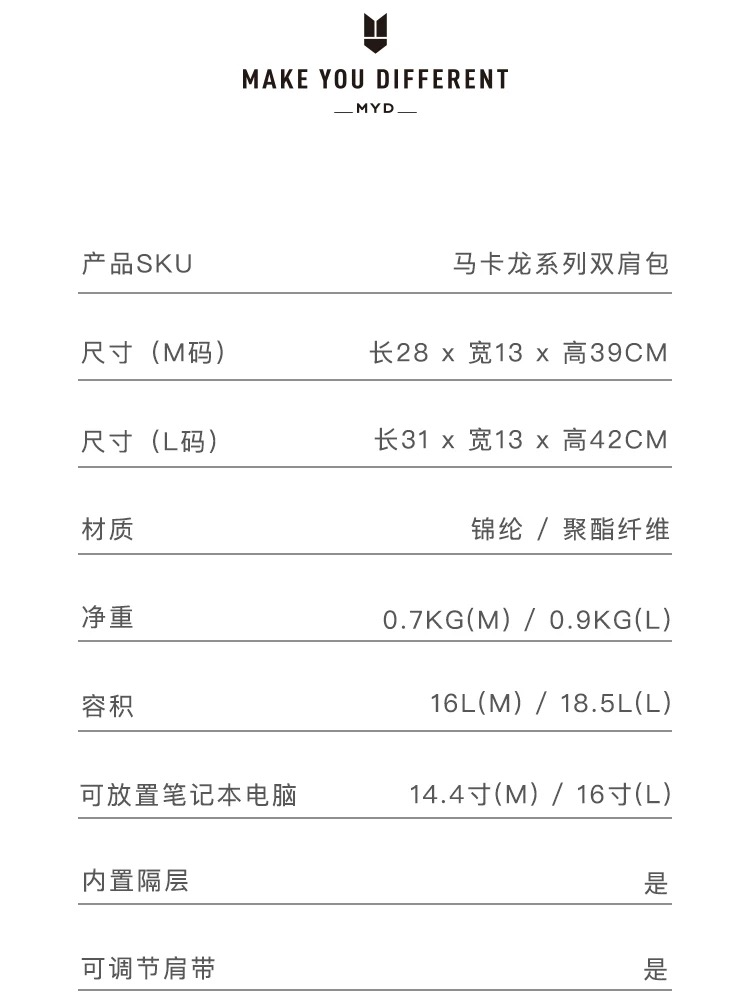 MAKE YOU DIFFERENT
MYD
产品SKU 马卡龙系列双肩包
尺寸（M码） 长28 x 宽13 x 高39CM
尺寸（L码） 长31 x 宽13 x 高42CM
材质 锦纶 / 聚酯纤维
净重 0.7KG(M) / 0.9KG(L)
容积 16L(M) / 18.5L(L)
可放置笔记本电脑 14.4寸(M) / 16寸(L)
内置隔层 是
可调节肩带 是